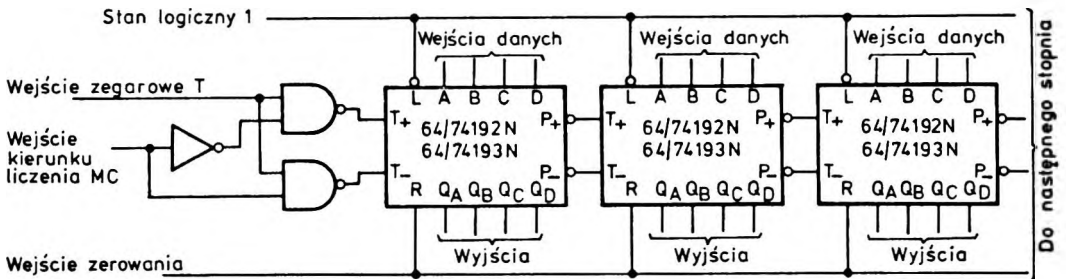 Stan logiczny 1
Wejścia danych
Wejścia danych
Wejścia danych
Wejście zegarowe T
Wejście
kierunku
liczenia MC
L A B C D
T+ P+
64/74192N
64/74193N
T- P-
R QA QB QC QD
L A B C D
T+ P+
64/74192N
64/74193N
T- P-
R QA QB QC QD
L A B C D
T+ P+
64/74192N
64/74193N
T- P-
R QA QB QC QD
Wyjścia
Wyjścia
Wyjścia
Wejście zerowania
Do następnego stopnia